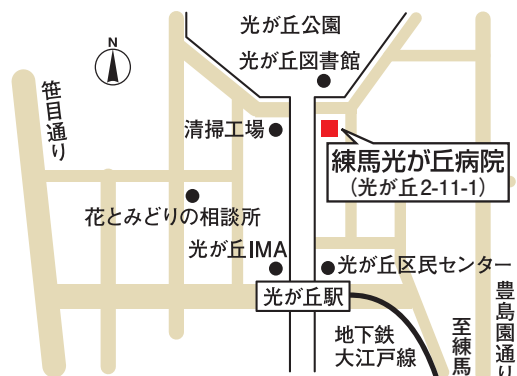 光が丘公園
N
光が丘図書館
笹目通り
清掃工場
練馬光が丘病院
(光が丘2-11-1)
花とみどりの相談所
光が丘IMA
光が丘区民センター
光が丘駅
地下鉄
大江戸線
至練馬
豊島園通り